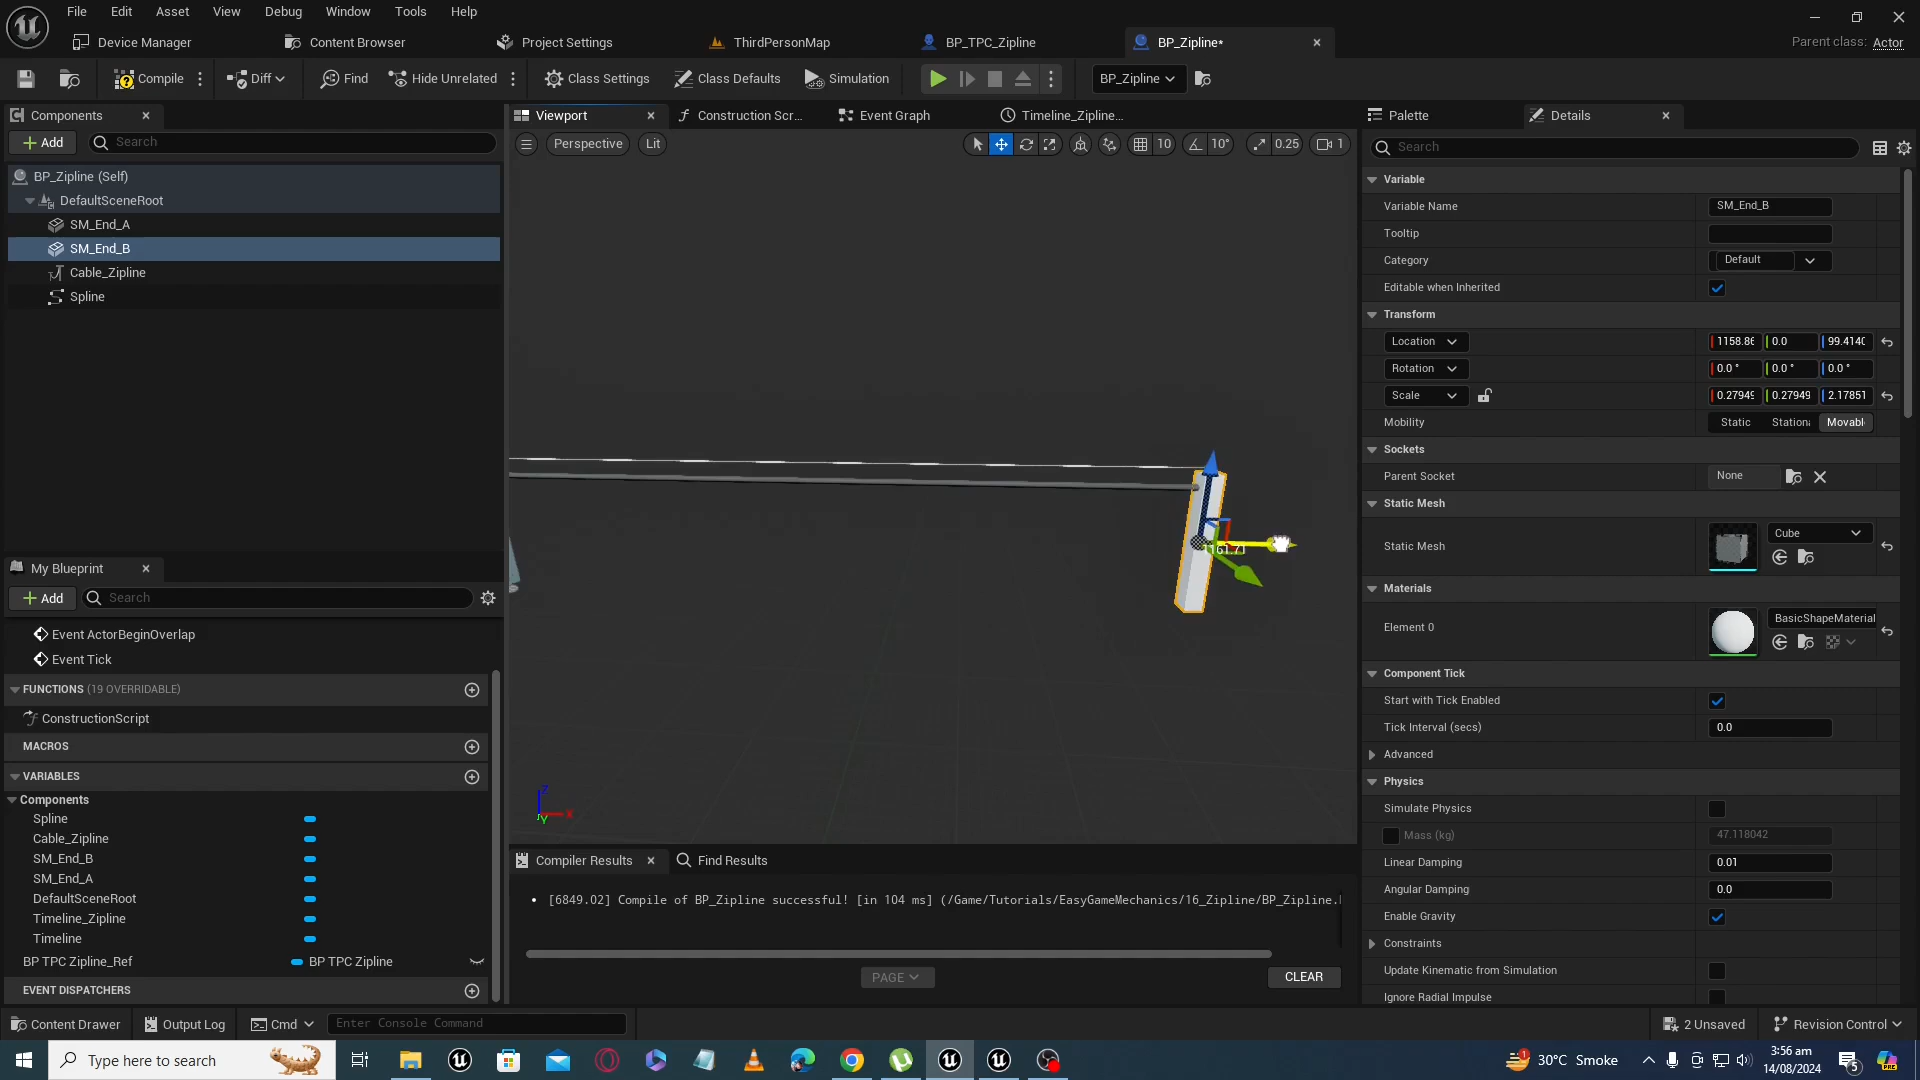 File Edit Asset View Debug Window Tools Help
Device Manager Content Browser Project Settings ThirdPersonMap BP_TPC_Zipline BP_Zipline* Parent class: Actor
Compile Diff Find Hide Unrelated Class Settings Class Defaults Simulation BP_Zipline
Components
Add Search
BP_Zipline (Self)
DefaultSceneRoot
SM_End_A
SM_End_B
Cable_Zipline
Spline
My Blueprint
Add Search
Event ActorBeginOverlap
Event Tick
FUNCTIONS (19 OVERRIDABLE)
ConstructionScript
MACROS
VARIABLES
Components
Spline
Cable_Zipline
SM_End_B
SM_End_A
DefaultSceneRoot
Timeline_Zipline
Timeline
BP TPC Zipline_Ref BP TPC Zipline
EVENT DISPATCHERS
Viewport Construction Scr... Event Graph Timeline_Zipline...
Perspective Lit 10 10° 0.25 1
1161.71
Z
X
Y
Compiler Results Find Results
[6849.02] Compile of BP_Zipline successful! [in 104 ms] (/Game/Tutorials/EasyGameMechanics/16_Zipline/BP_Zipline.
PAGE CLEAR
Palette Details
Search
Variable
Variable Name SM_End_B
Tooltip
Category Default
Editable when Inherited
Transform
Location 1158.86 0.0 99.4140
Rotation 0.0 ° 0.0 ° 0.0 °
Scale 0.27949 0.27949 2.17851
Mobility Static Stationa Movabl
Sockets
Parent Socket None
Static Mesh
Static Mesh Cube
Materials
Element 0 BasicShapeMaterial
Component Tick
Start with Tick Enabled
Tick Interval (secs) 0.0
Advanced
Physics
Simulate Physics
Mass (kg) 47.118042
Linear Damping 0.01
Angular Damping 0.0
Enable Gravity
Constraints
Update Kinematic from Simulation
Ignore Radial Impulse
Content Drawer Output Log Cmd Enter Console Command 2 Unsaved Revision Control
Type here to search 1 30°C Smoke 3:56 am 5 PRE
14/08/2024